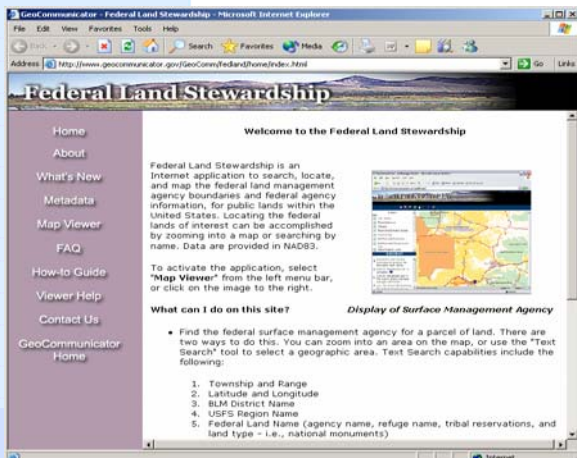 GeoCommunicator - Federal Land Stewardship - Microsoft Internet Explorer
File Edit View Favorites Tools Help
Back Search Favorites Media
Address http://www.geocommunicator.gov/GeoComm/fedland/home/index.html Go Links
Federal Land Stewardship
Home
About
What's New
Metadata
Map Viewer
FAQ
How-to Guide
Viewer Help
Contact Us
GeoCommunicator
Home
Welcome to the Federal Land Stewardship
Federal Land Stewardship is an
Internet application to search, locate,
and map the federal land management
agency boundaries and federal agency
information, for public lands within the
United States. Locating the federal
lands of interest can be accomplished
by zooming into a map or searching by
name. Data are provided in NAD83.
To activate the application, select
"Map Viewer" from the left menu bar,
or click on the image to the right.
What can I do on this site? Display of Surface Management Agency
• Find the federal surface management agency for a parcel of land. There are
two ways to do this. You can zoom into an area on the map, or use the "Text
Search" tool to select a geographic area. Text Search capabilities include the
following:
1. Township and Range
2. Latitude and Longitude
3. BLM District Name
4. USFS Region Name
5. Federal Land Name (agency name, refuge name, tribal reservations, and
land type - i.e., national monuments)
Internet